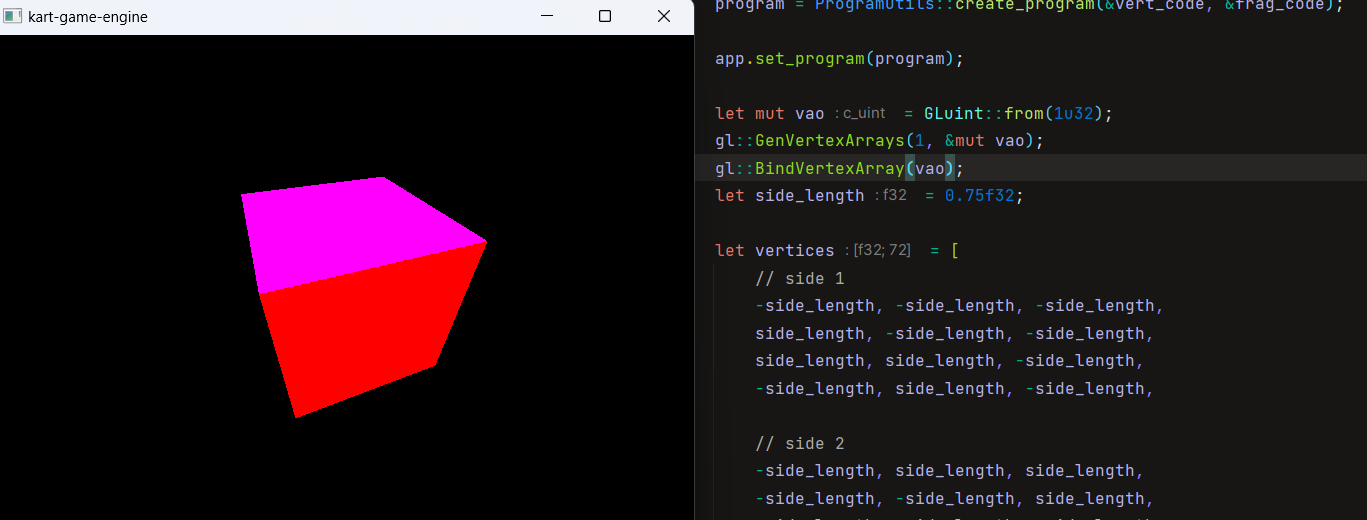 kart-game-engine
program = ProgramUtils::create_program(&vert_code, &frag_code);
app.set_program(program);
let mut vao : c_uint = GLuint::from(1u32);
gl::GenVertexArrays(1, &mut vao);
gl::BindVertexArray(vao);
let side_length : f32 = 0.75f32;
let vertices : [f32; 72] = [
// side 1
-side_length, -side_length, -side_length,
side_length, -side_length, -side_length,
side_length, side_length, -side_length,
-side_length, side_length, -side_length,
// side 2
-side_length, side_length, side_length,
-side_length, -side_length, side_length,